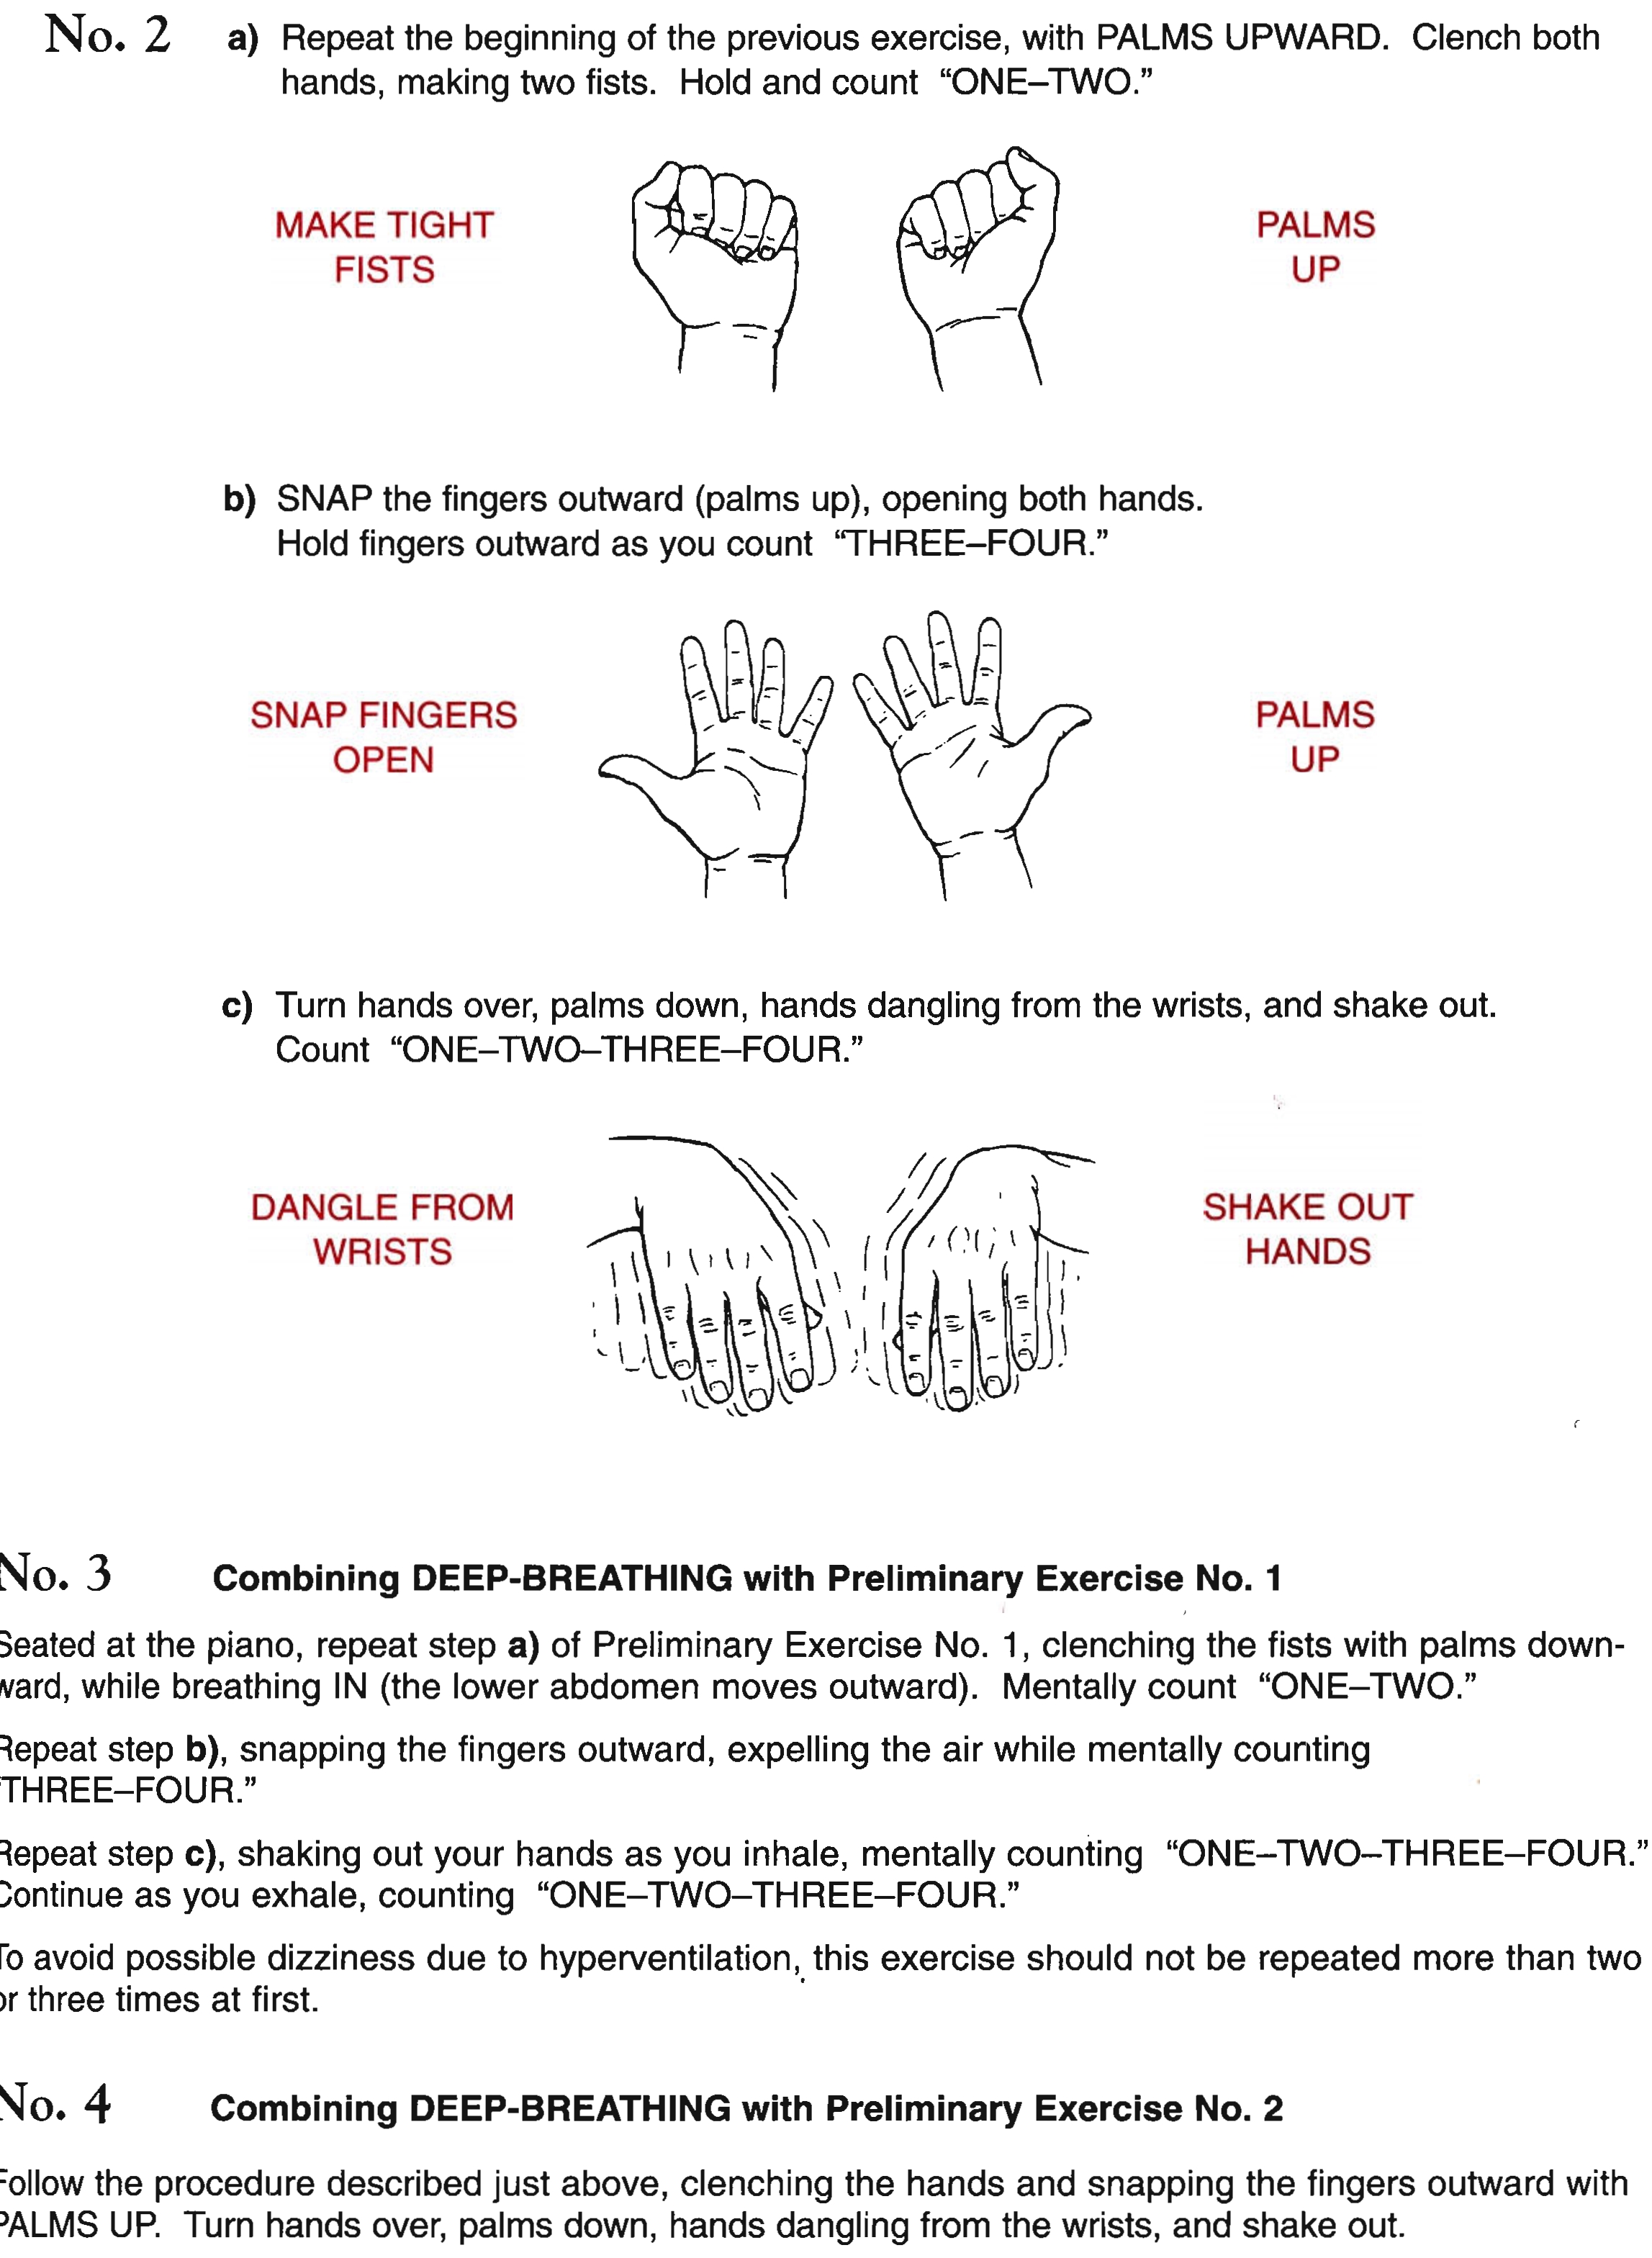 No. 2 a) Repeat the beginning of the previous exercise, with PALMS UPWARD. Clench both
hands, making two fists. Hold and count “ONE–TWO.”
MAKE TIGHT
FISTS
PALMS
UP
b) SNAP the fingers outward (palms up), opening both hands.
Hold fingers outward as you count “THREE–FOUR.”
SNAP FINGERS
OPEN
PALMS
UP
c) Turn hands over, palms down, hands dangling from the wrists, and shake out.
Count “ONE–TWO–THREE–FOUR.”
DANGLE FROM
WRISTS
SHAKE OUT
HANDS
No. 3 Combining DEEP-BREATHING with Preliminary Exercise No. 1
Seated at the piano, repeat step a) of Preliminary Exercise No. 1, clenching the fists with palms down-
ward, while breathing IN (the lower abdomen moves outward). Mentally count “ONE–TWO.”
Repeat step b), snapping the fingers outward, expelling the air while mentally counting
“THREE–FOUR.”
Repeat step c), shaking out your hands as you inhale, mentally counting “ONE–TWO–THREE–FOUR.”
Continue as you exhale, counting “ONE–TWO–THREE–FOUR.”
To avoid possible dizziness due to hyperventilation, this exercise should not be repeated more than two
or three times at first.
No. 4 Combining DEEP-BREATHING with Preliminary Exercise No. 2
Follow the procedure described just above, clenching the hands and snapping the fingers outward with
PALMS UP. Turn hands over, palms down, hands dangling from the wrists, and shake out.